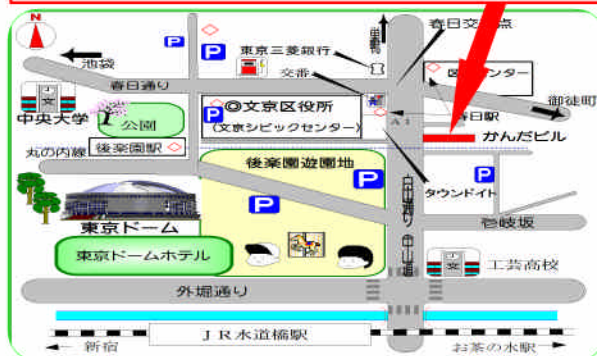 N
春日交差点
巣鴨
東京三菱銀行
池袋
交番
春日通り
御徒町
文
中央大学
公園
◎文京区役所
(文京シビックセンター)
A1
春日駅
かんだビル
丸の内線
後楽園駅
後楽園遊園地
タウンドイト
白山通り
中山道
壱岐坂
東京ドーム
東京ドームホテル
文
工芸高校
外堀通り
JR水道橋駅
新宿
お茶の水駅
P
P
P
P
P
P